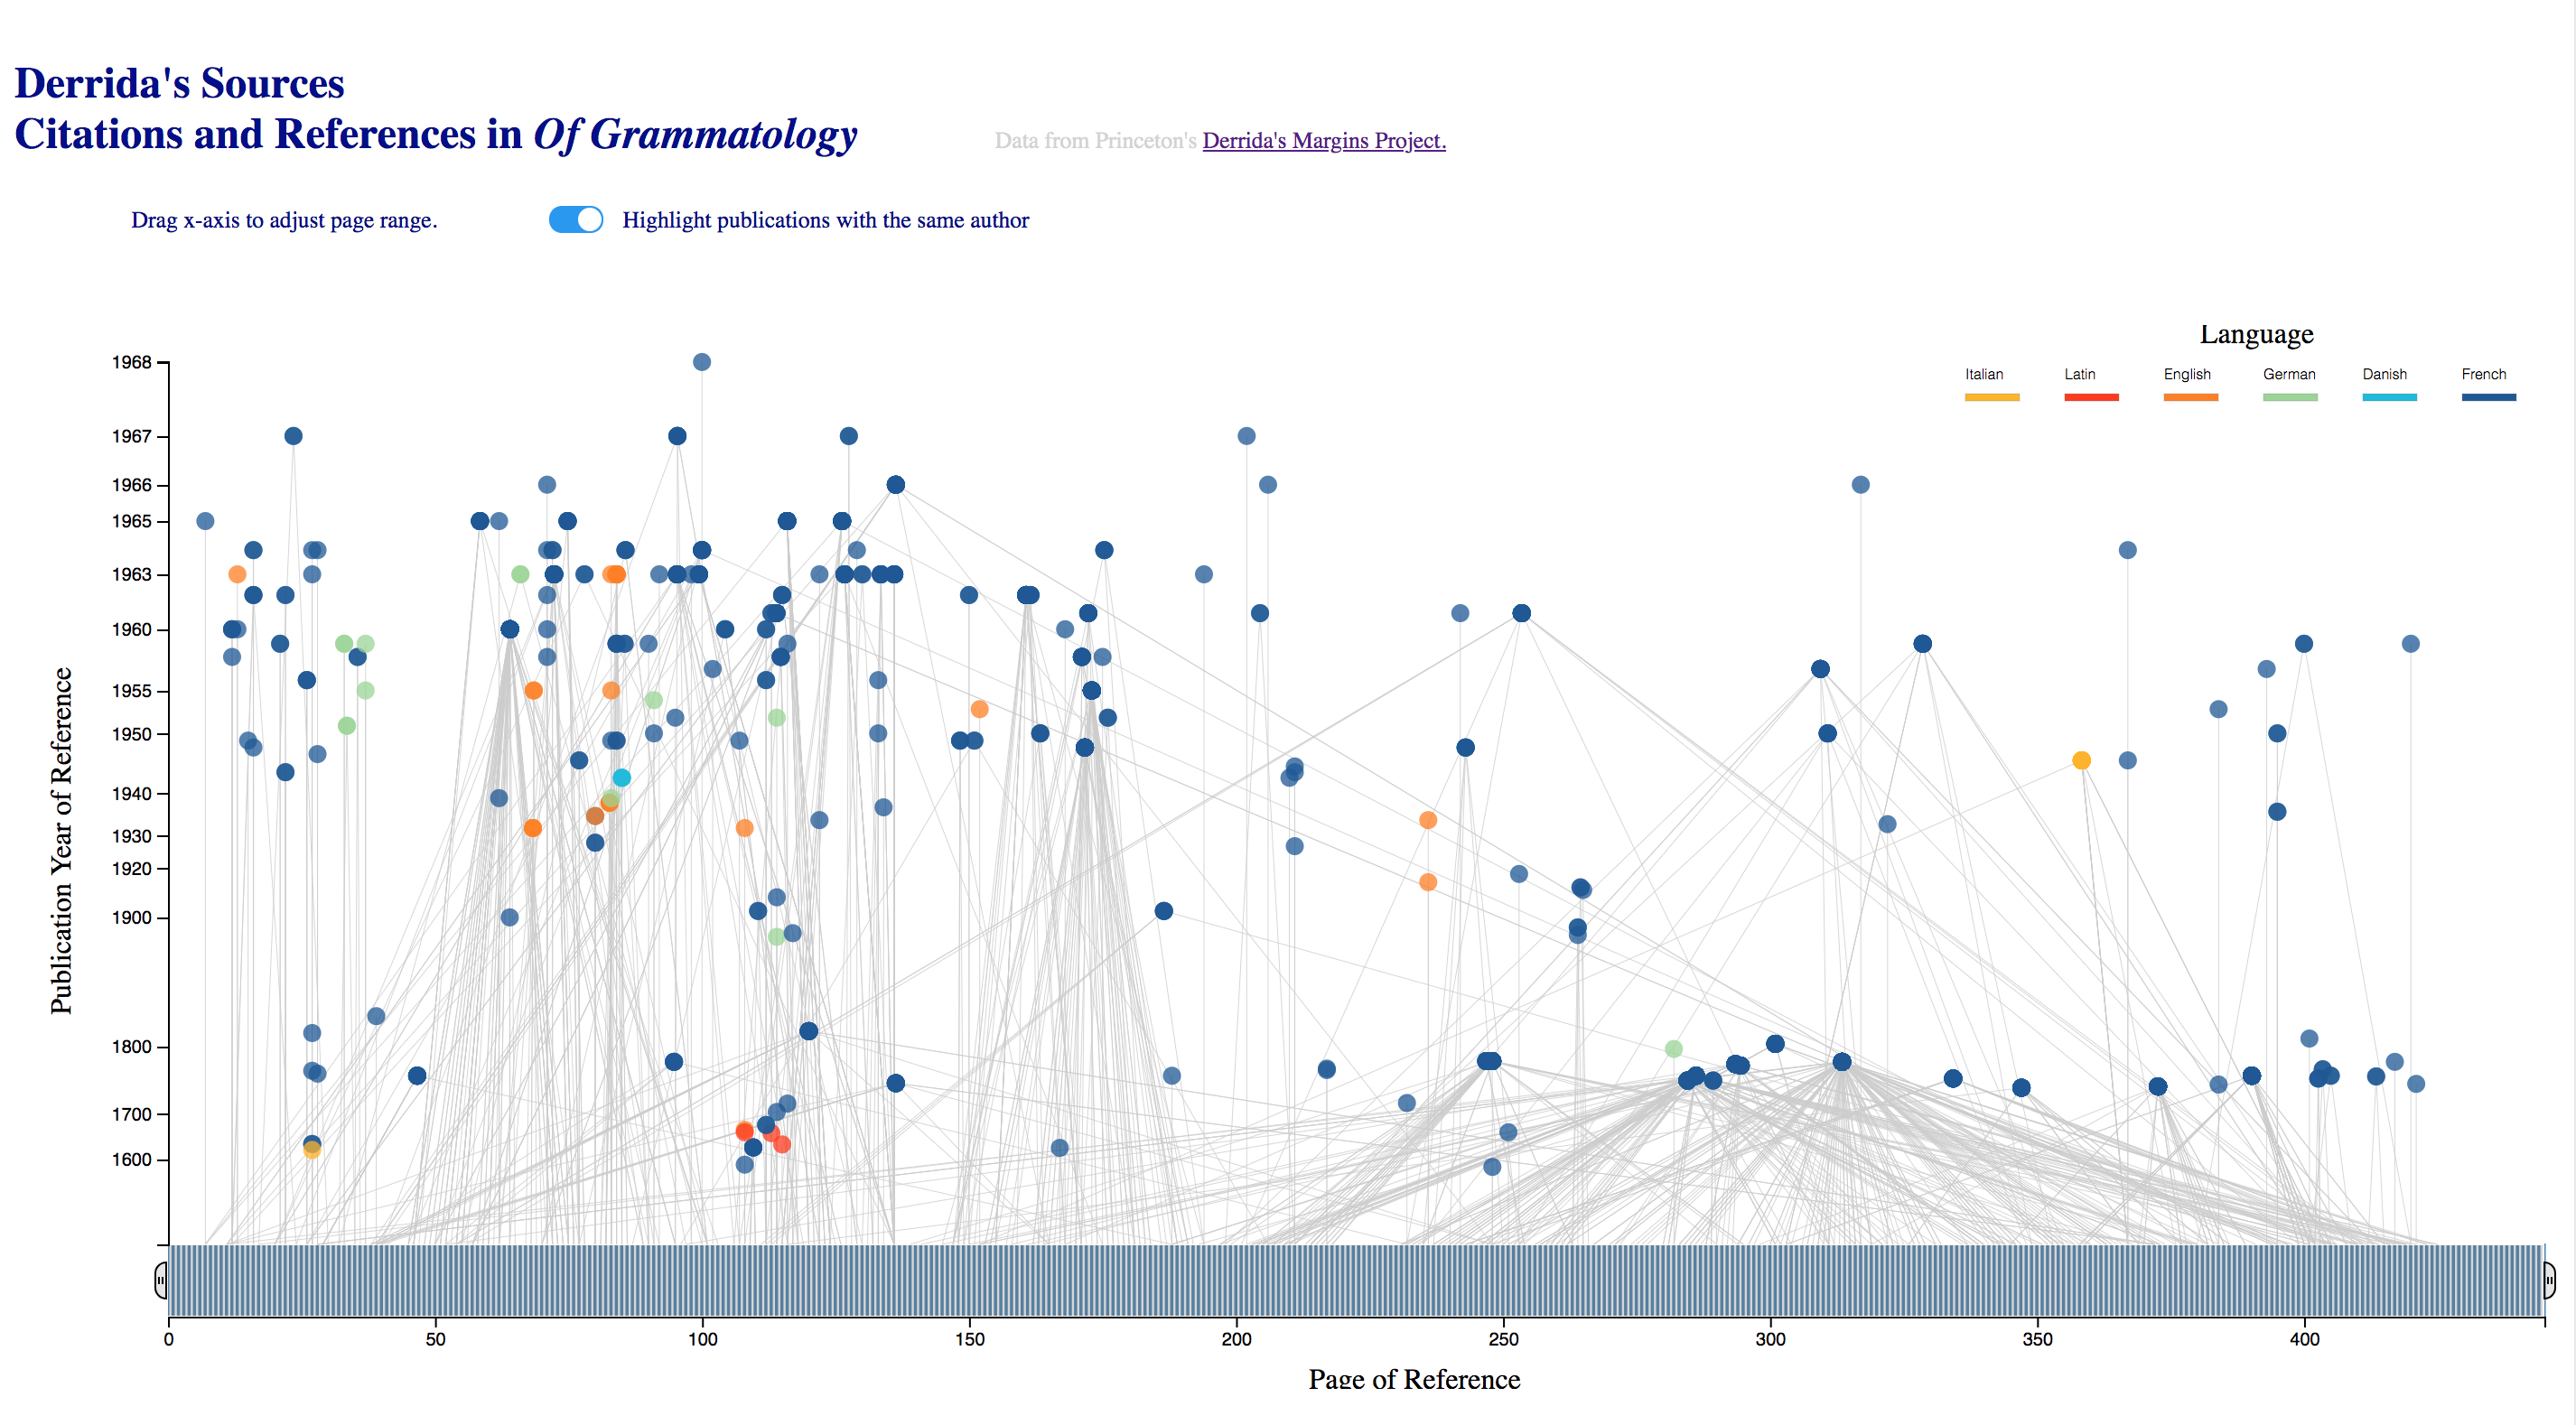 Derrida's Sources
Citations and References in Of Grammatology
Data from Princeton's Derrida's Margins Project.
Drag x-axis to adjust page range.
Highlight publications with the same author
Language
Italian Latin English German Danish French
Publication Year of Reference
1968
1967
1966
1965
1963
1960
1955
1950
1940
1930
1920
1900
1800
1700
1600
0 50 100 150 200 250 300 350 400
Page of Reference